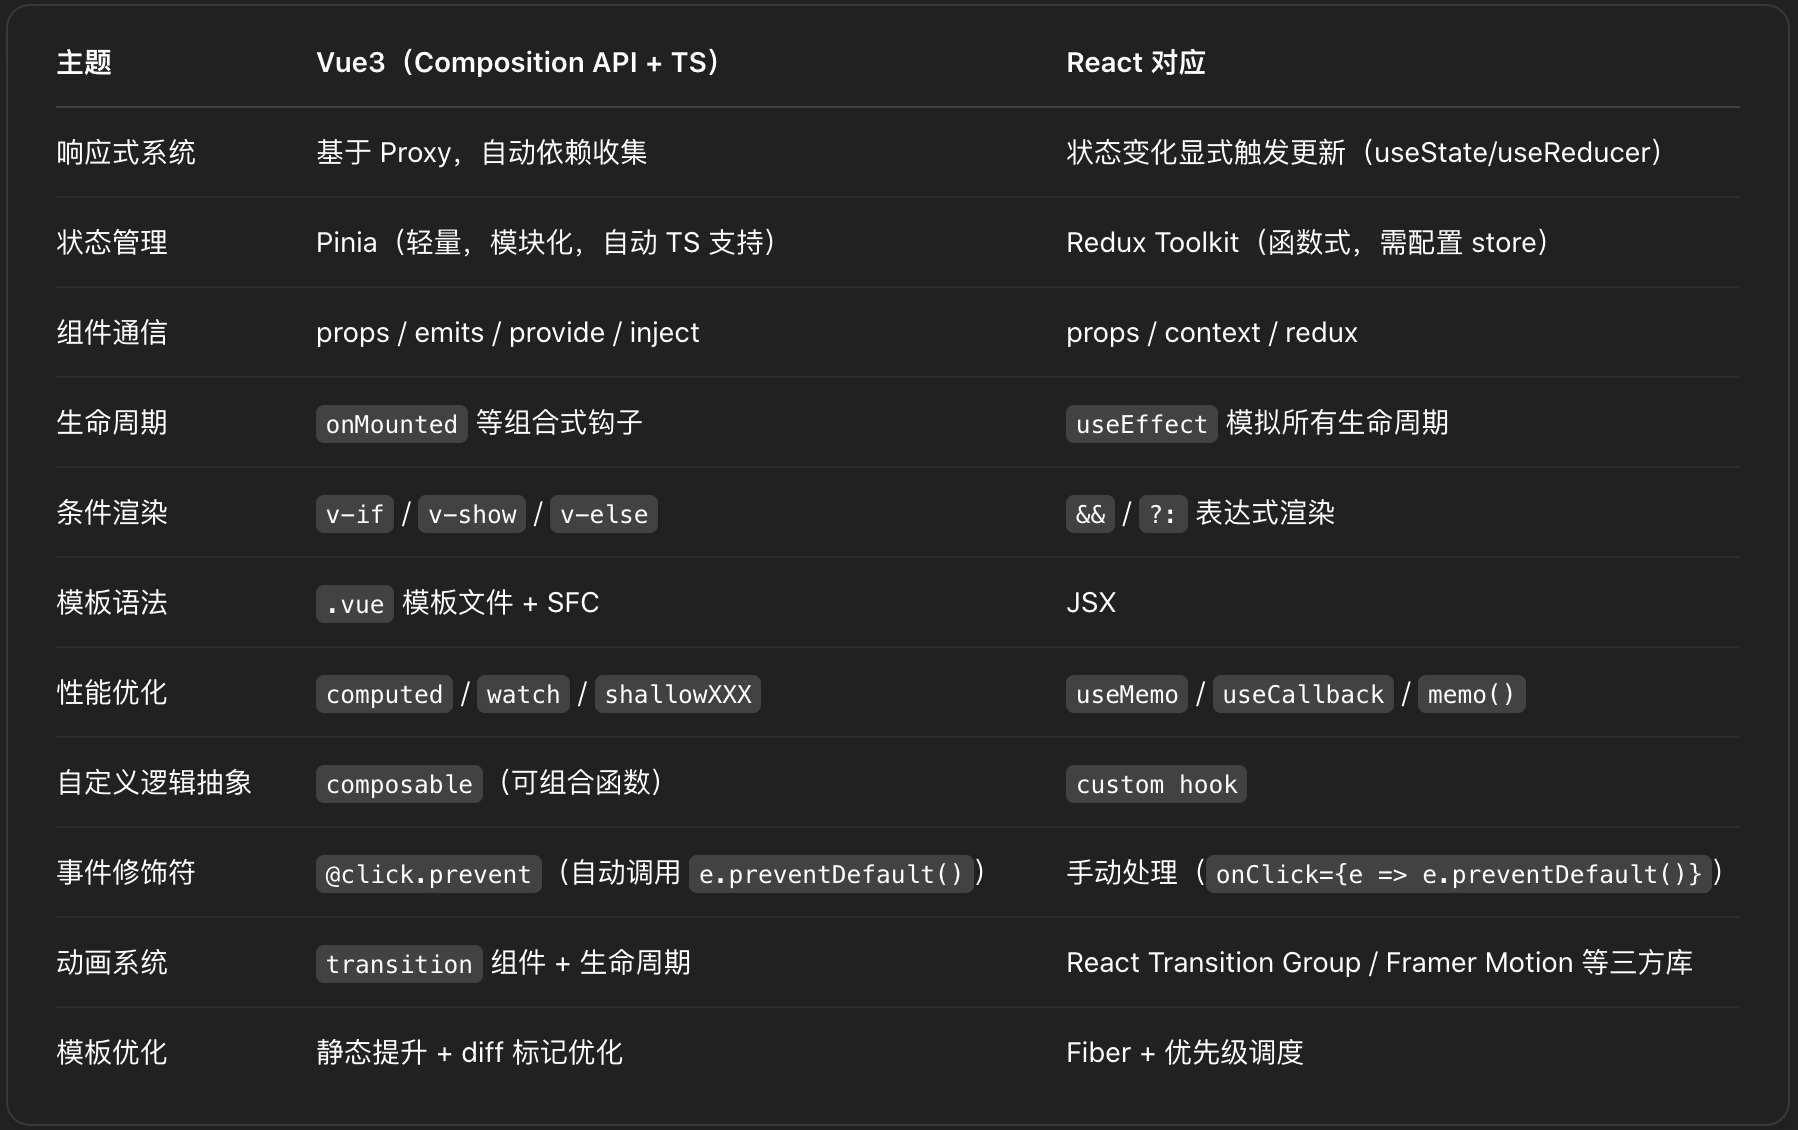 主题 Vue3（Composition API + TS） React 对应
响应式系统 基于 Proxy，自动依赖收集 状态变化显式触发更新（useState/useReducer）
状态管理 Pinia（轻量，模块化，自动 TS 支持） Redux Toolkit（函数式，需配置 store）
组件通信 props / emits / provide / inject props / context / redux
生命周期 onMounted 等组合式钩子 useEffect 模拟所有生命周期
条件渲染 v-if / v-show / v-else && / ?: 表达式渲染
模板语法 .vue 模板文件 + SFC JSX
性能优化 computed / watch / shallowXXX useMemo / useCallback / memo()
自定义逻辑抽象 composable（可组合函数） custom hook
事件修饰符 @click.prevent（自动调用 e.preventDefault()） 手动处理（onClick={e => e.preventDefault()}）
动画系统 transition 组件 + 生命周期 React Transition Group / Framer Motion 等三方库
模板优化 静态提升 + diff 标记优化 Fiber + 优先级调度